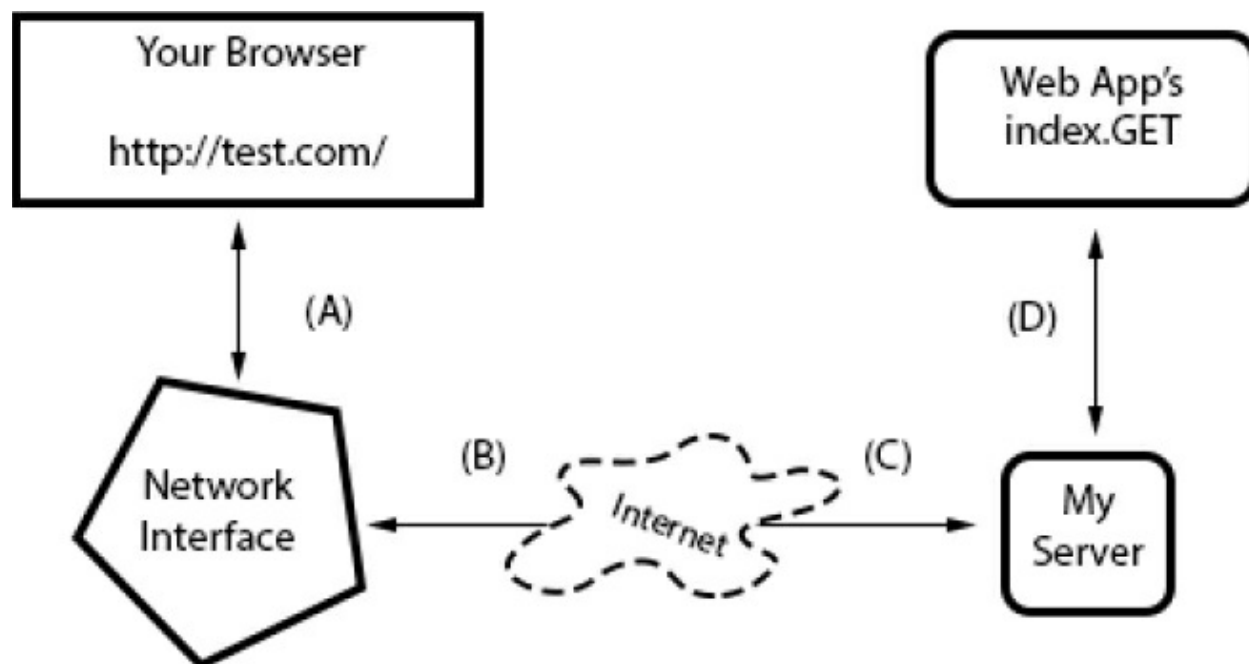 Your Browser
http://test.com/
Web App's
index.GET
(A)
(D)
Network
Interface
(B)
Internet
(C)
My
Server